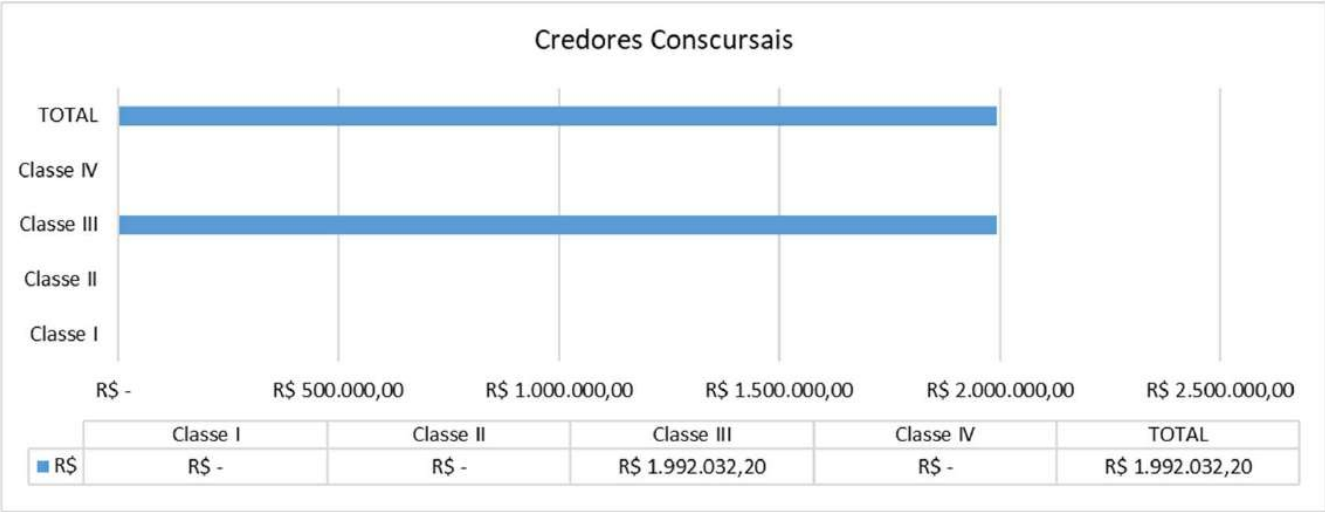 Credores Conscursais
TOTAL
Classe IV
Classe III
Classe II
Classe I
R$ - R$ 500.000,00 R$ 1.000.000,00 R$ 1.500.000,00 R$ 2.000.000,00 R$ 2.500.000,00
Classe I Classe II Classe III Classe IV TOTAL
R$ R$ - R$ - R$ 1.992.032,20 R$ - R$ 1.992.032,20